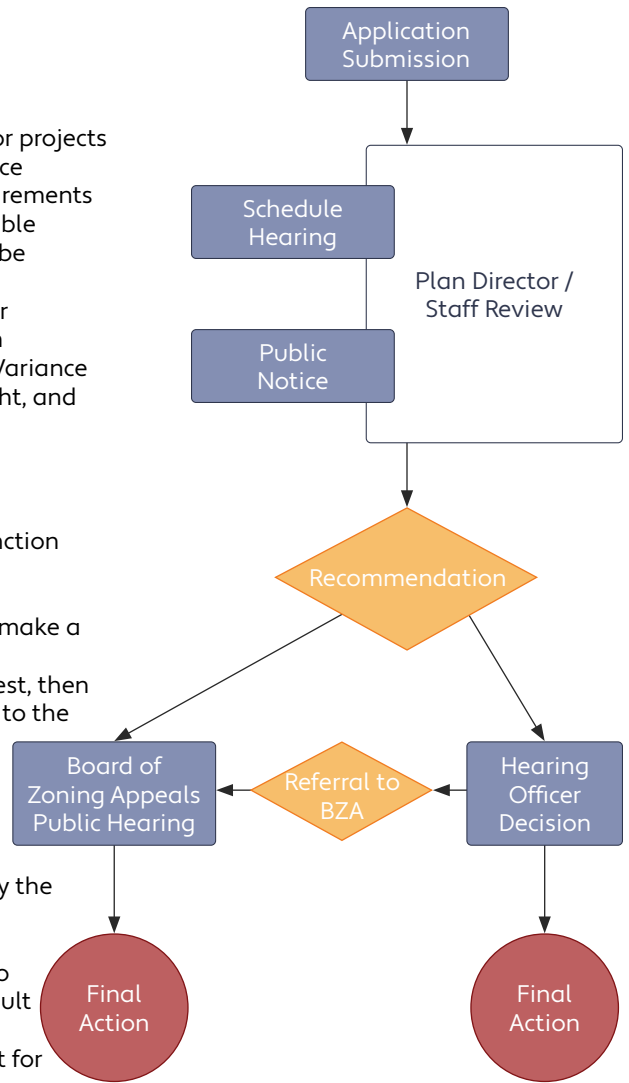 Application
Submission
or projects
ce
irements
ble
be
r
n
Variance
ht, and
Schedule
Hearing
Plan Director /
Staff Review
Public
Notice
nction
make a
est, then
to the
Recommendation
Board of
Zoning Appeals
Public Hearing
Referral to
BZA
Hearing
Officer
Decision
y the
o
ult
t for
Final
Action
Final
Action